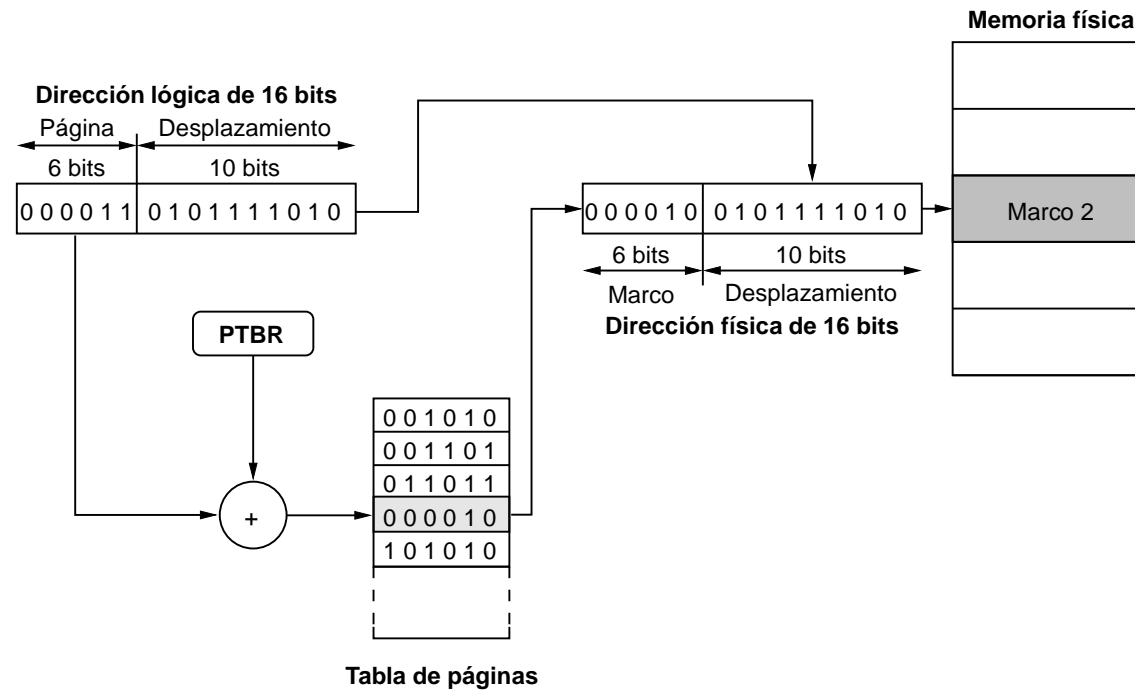 Memoria física
Dirección lógica de 16 bits
Página Desplazamiento
6 bits 10 bits
0 0 0 0 1 1 0 1 0 1 1 1 1 0 1 0
0 0 0 0 1 0 0 1 0 1 1 1 1 0 1 0
Marco 2
6 bits 10 bits
Marco Desplazamiento
Dirección física de 16 bits
PTBR
0 0 1 0 1 0
0 0 1 1 0 1
0 1 1 0 1 1
0 0 0 0 1 0
1 0 1 0 1 0
+
Tabla de páginas